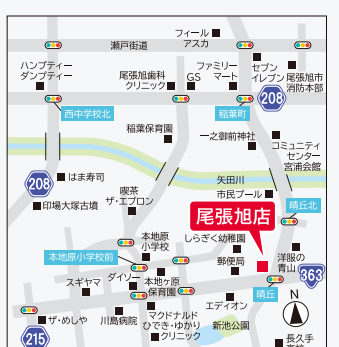 フィール
アスカ
瀬戸街道
ハンプティー
ダンプティー
尾張旭歯科
クリニック
GS
ファミリー
マート
セブン
イレブン
尾張旭市
消防本部
208
西中学校北
稲葉町
稲葉保育園
一之御前神社
コミュニティ
センター
宮浦会館
矢田川
208
はま寿司
印場大塚古墳
喫茶
ザ・エプロン
市民プール
晴丘北
尾張旭店
本地原
小学校
しらぎく幼稚園
本地原小学校前
郵便局
洋服の
青山
363
スギヤマ
ダイソー
本地ヶ原
保育園
晴丘
エディオン
N
ザ・めしや
川島病院
マクドナルド
ひでき・ゆかり
クリニック
新池公園
215
長久手